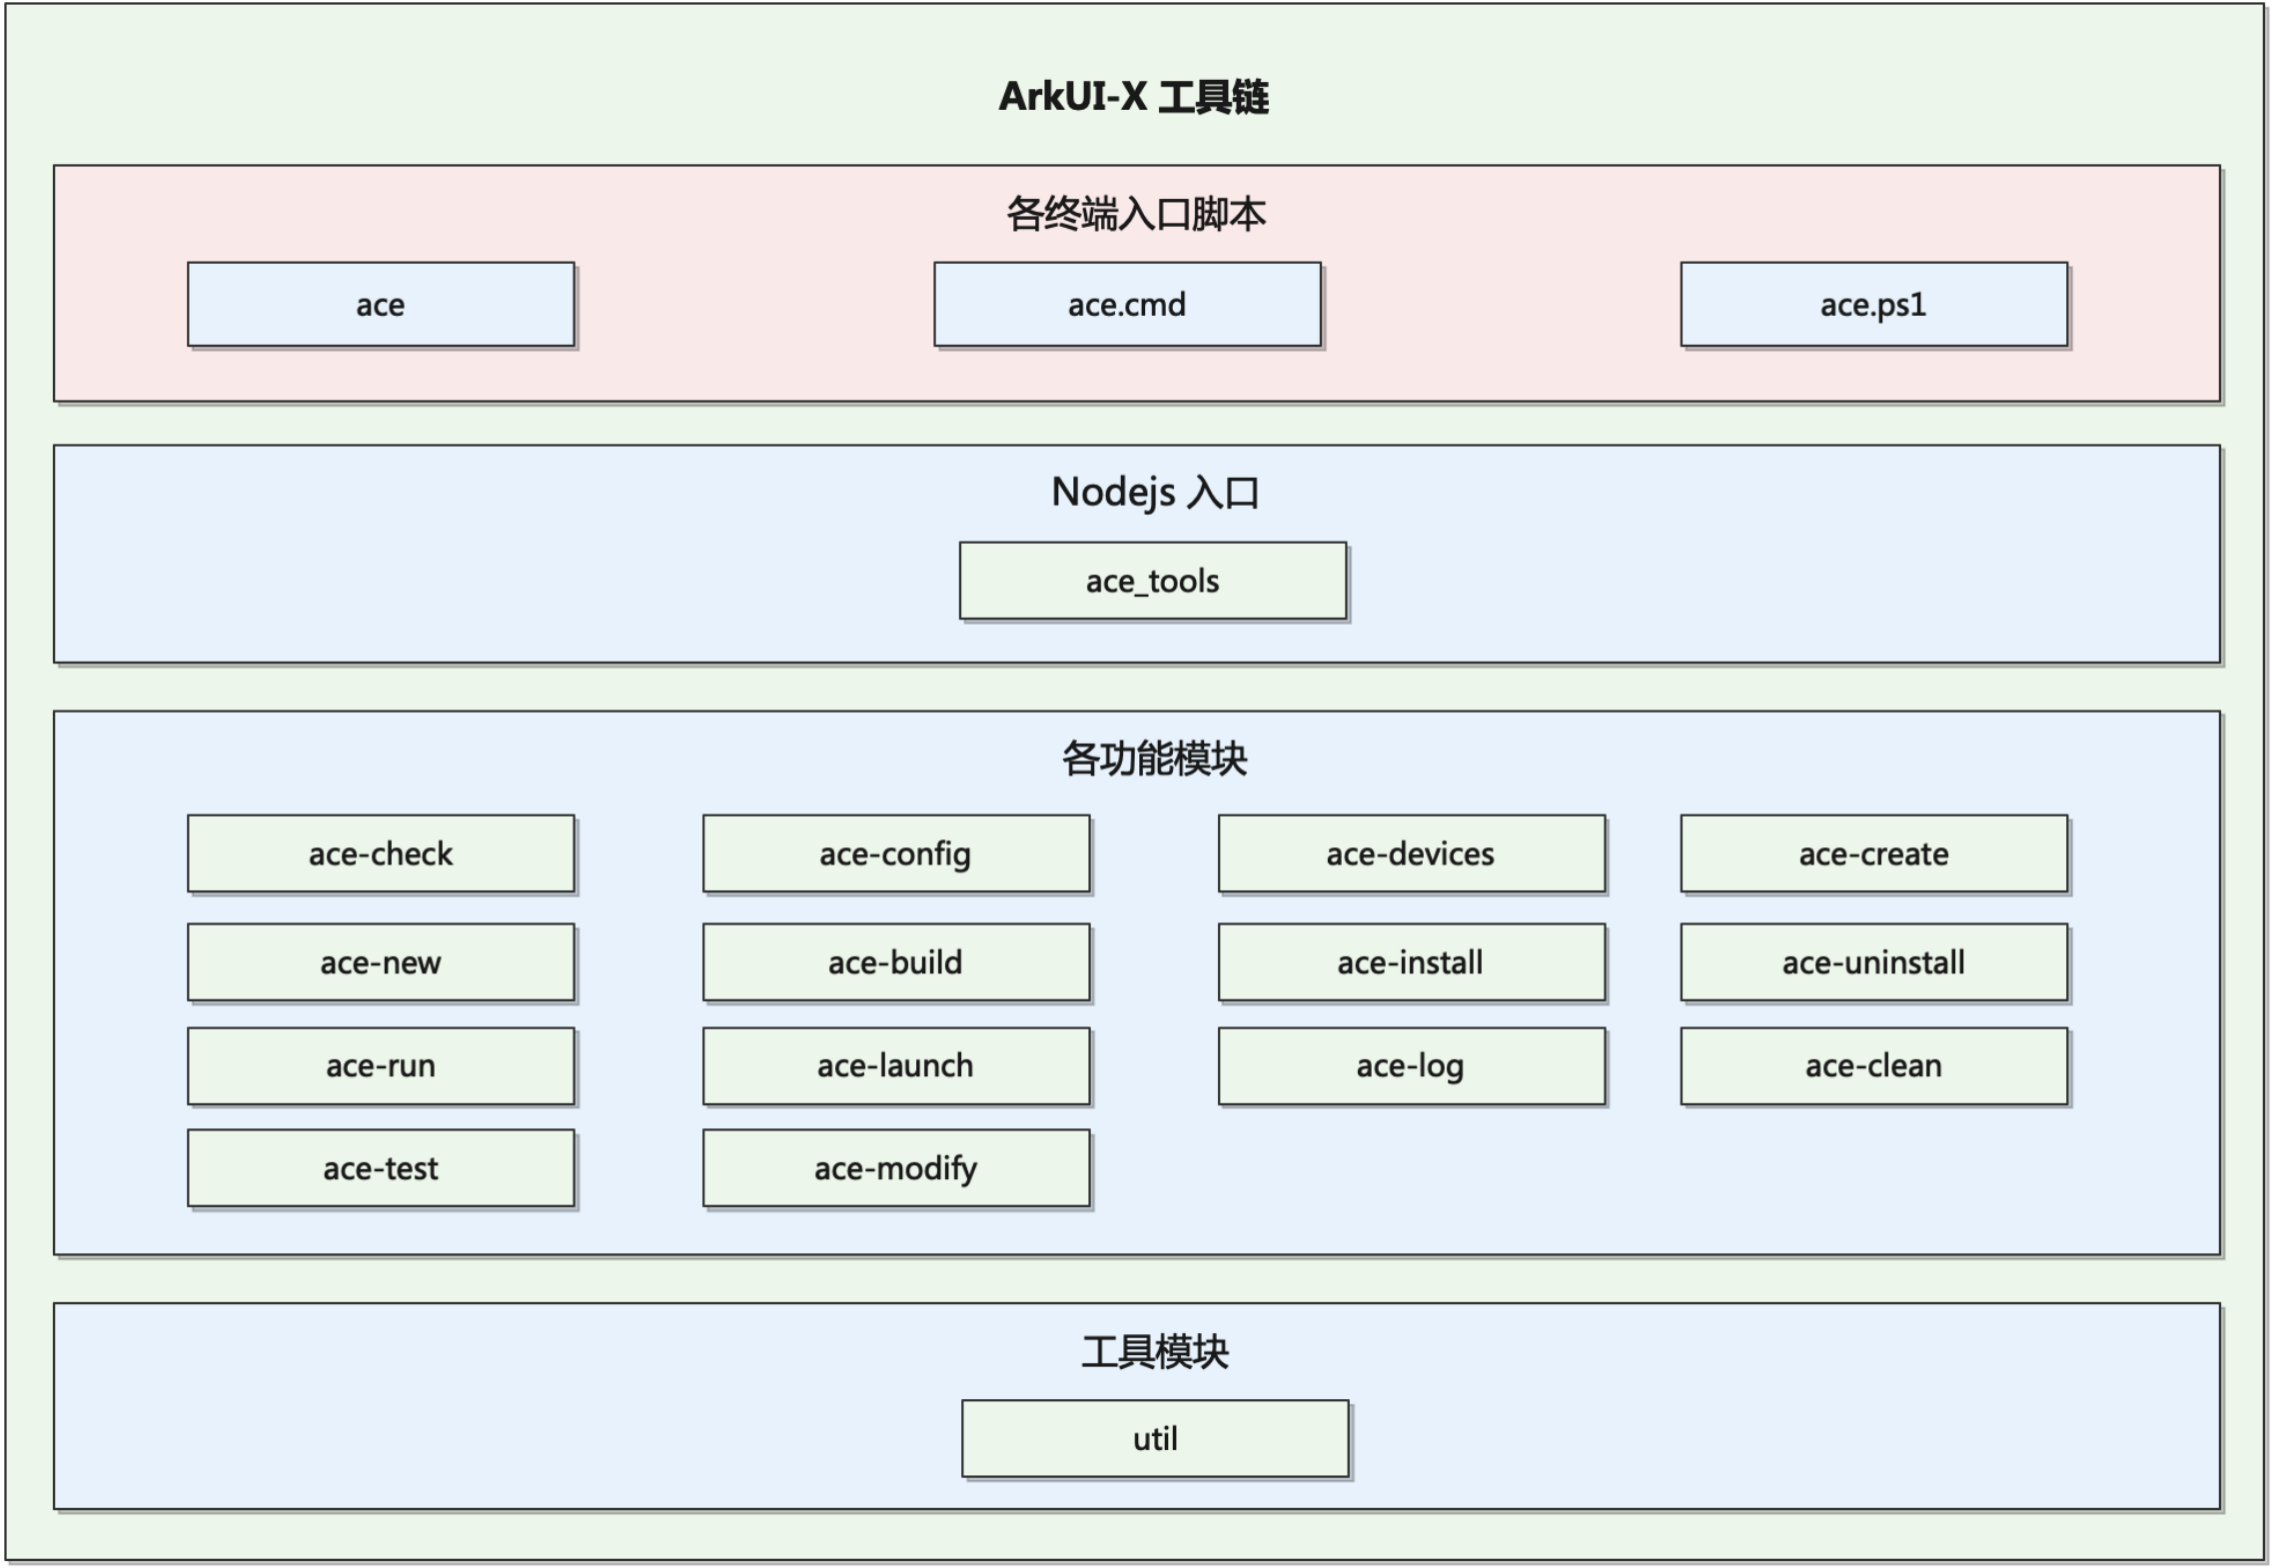 ArkUI-X 工具链
各终端入口脚本
ace
ace.cmd
ace.ps1
Nodejs 入口
ace_tools
各功能模块
ace-check
ace-config
ace-devices
ace-create
ace-new
ace-build
ace-install
ace-uninstall
ace-run
ace-launch
ace-log
ace-clean
ace-test
ace-modify
工具模块
util